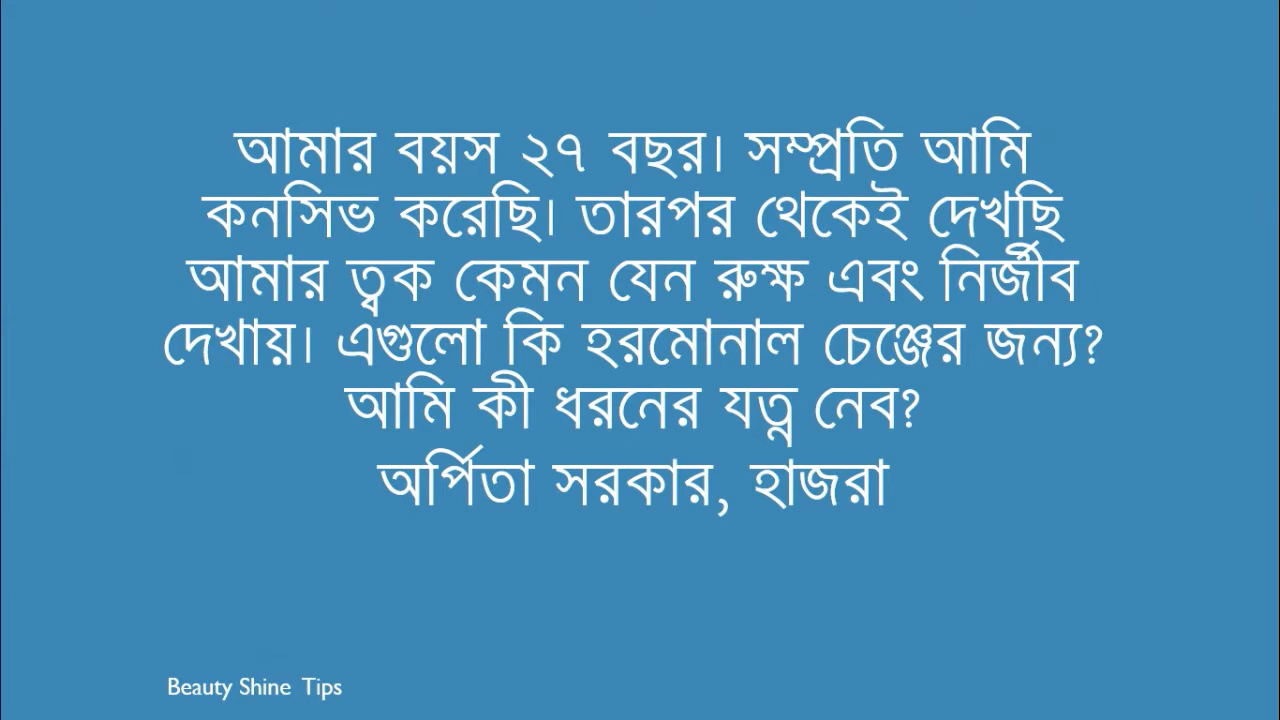 আমার বয়স ২৭ বছর। সম্প্রতি আমি
কনসিভ করেছি। তারপর থেকেই দেখছি
আমার ত্বক কেমন যেন রুক্ষ এবং নির্জীব
দেখায়। এগুলো কি হরমোনাল চেঞ্জের জন্য?
আমি কী ধরনের যত্ন নেব?
অর্পিতা সরকার, হাজরা
Beauty Shine Tips